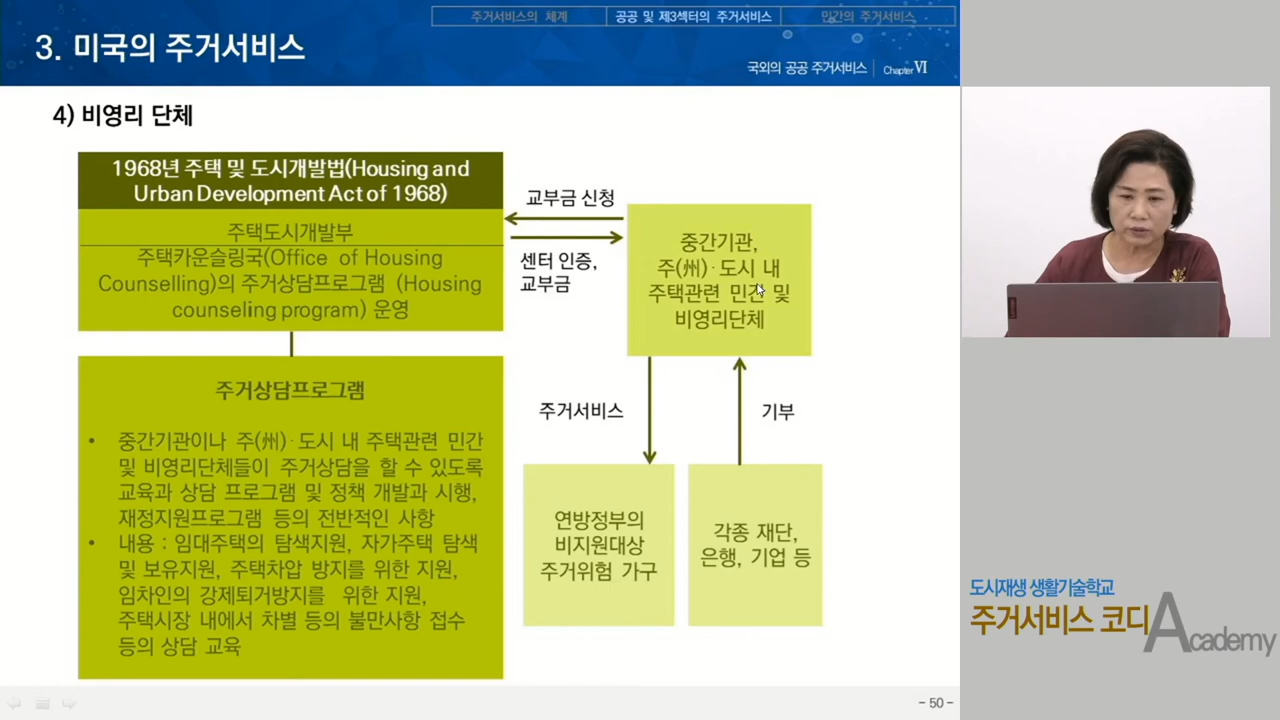 주거서비스의 체계
공공 및 제3섹터의 주거서비스
민간의 주거서비스
3. 미국의 주거서비스
국외의 공공 주거서비스
Chapter Ⅵ
4) 비영리 단체
1968년 주택 및 도시개발법(Housing and
Urban Development Act of 1968)
주택도시개발부
주택카운슬링국(Office of Housing
Counselling)의 주거상담프로그램 (Housing
counseling program) 운영
교부금 신청
센터 인증,
교부금
중간기관,
주(州)·도시 내
주택관련 민간 및
비영리단체
주거상담프로그램
• 중간기관이나 주(州)·도시 내 주택관련 민간
및 비영리단체들이 주거상담을 할 수 있도록
교육과 상담 프로그램 및 정책 개발과 시행,
재정지원프로그램 등의 전반적인 사항
• 내용 : 임대주택의 탐색지원, 자가주택 탐색
및 보유지원, 주택차압 방지를 위한 지원,
임차인의 강제퇴거방지를 위한 지원,
주택시장 내에서 차별 등의 불만사항 접수
등의 상담 교육
주거서비스
기부
연방정부의
비지원대상
주거위험 가구
각종 재단,
은행, 기업 등
도시재생 생활기술학교
주거서비스 코디 Academy
- 50 -